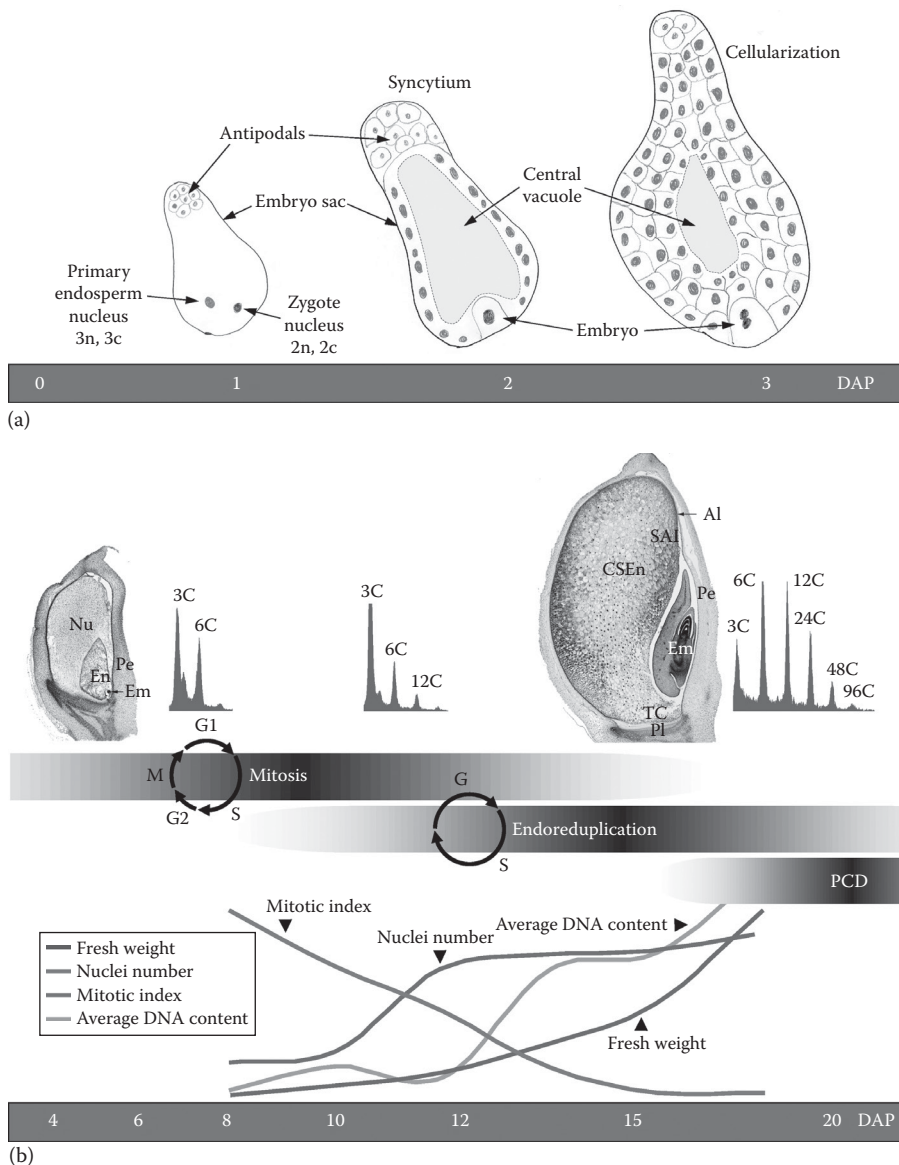 Cellularization
Syncytium
Antipodals
Central
vacuole
Embryo sac
Primary
endosperm
nucleus
3n, 3c
Zygote
nucleus
2n, 2c
Embryo
0 1 2 3 DAP
(a)
Al
SAl
CSEn
Pe
Em
TC
Pl
6C
12C
3C
24C
48C
96C
3C
6C
12C
3C
6C
Nu
Pe
En
Em
G1
M
Mitosis
G2
S
G
Endoreduplication
S
PCD
Mitotic index
Average DNA content
Nuclei number
Fresh weight
Nuclei number
Mitotic index
Average DNA content
Fresh weight
4 6 8 10 12 15 20 DAP
(b)